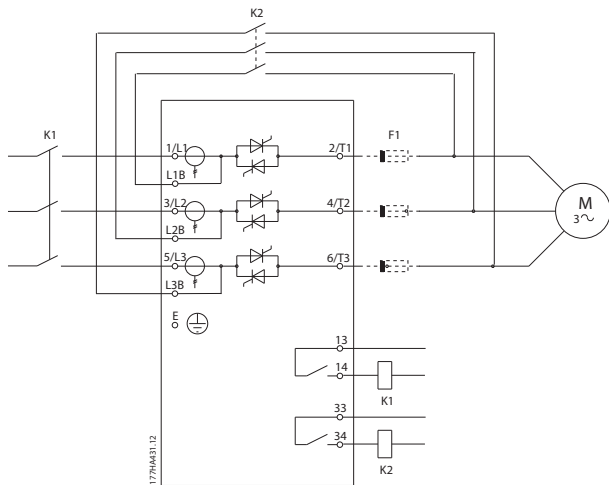 K2
K1
1/L1
2/T1
F1
L1B
3/L2
4/T2
M
3~
L2B
5/L3
6/T3
L3B
E
13
14
K1
33
34
K2
177HA431.12